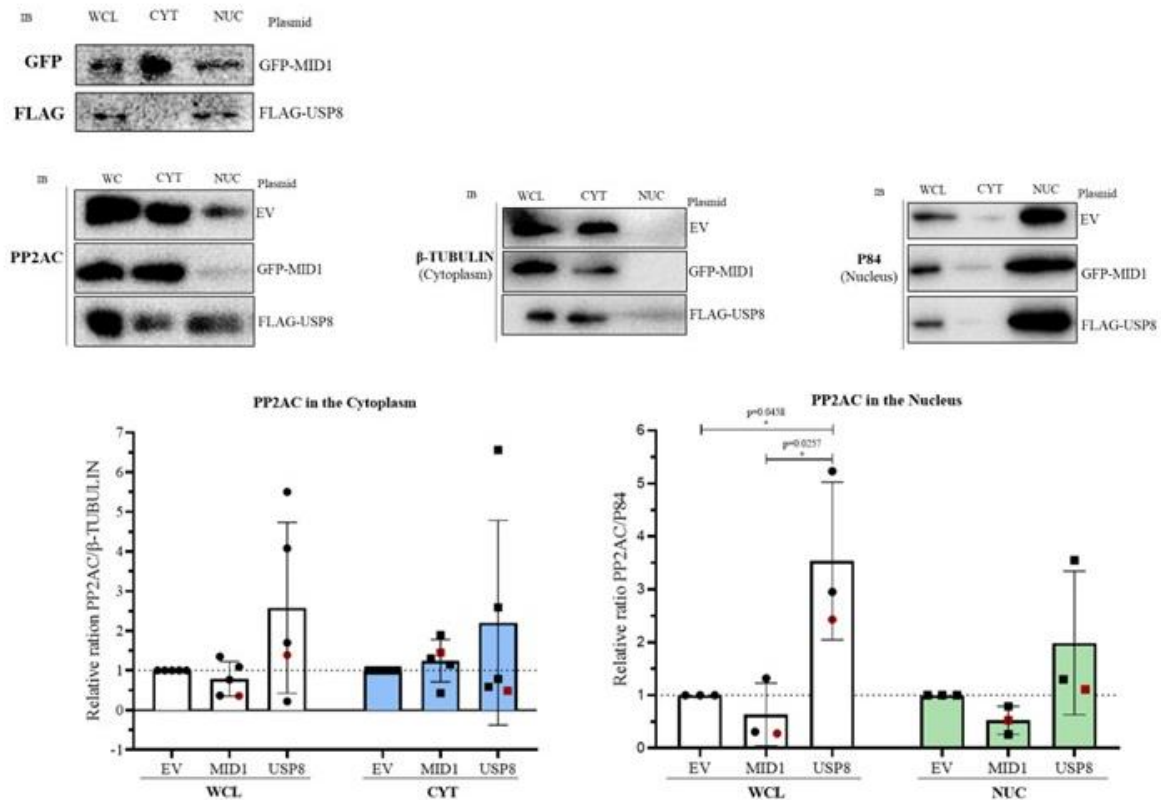 IB WCL CYT NUC Plasmid
GFP GFP-MID1
FLAG FLAG-USP8
IB WC CYT NUC Plasmid
EV
PP2AC GFP-MID1
FLAG-USP8
IB WCL CYT NUC Plasmid
EV
β-TUBULIN
(Cytoplasm) GFP-MID1
FLAG-USP8
IB WCL CYT NUC Plasmid
EV
P84
(Nucleus) GFP-MID1
FLAG-USP8
PP2AC in the Cytoplasm
Relative ration PP2AC/β-TUBULIN
7
6
5
4
3
2
1
0
-1
EV MID1 USP8 EV MID1 USP8
WCL CYT
PP2AC in the Nucleus
p=0.0458
*
p=0.0257
*
Relative ratio PP2AC/P84
6
5
4
3
2
1
0
EV MID1 USP8 EV MID1 USP8
WCL NUC